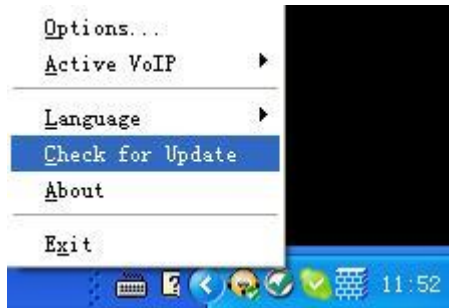 Options...
Active VoIP
Language
Check for Update
About
Exit
11:52